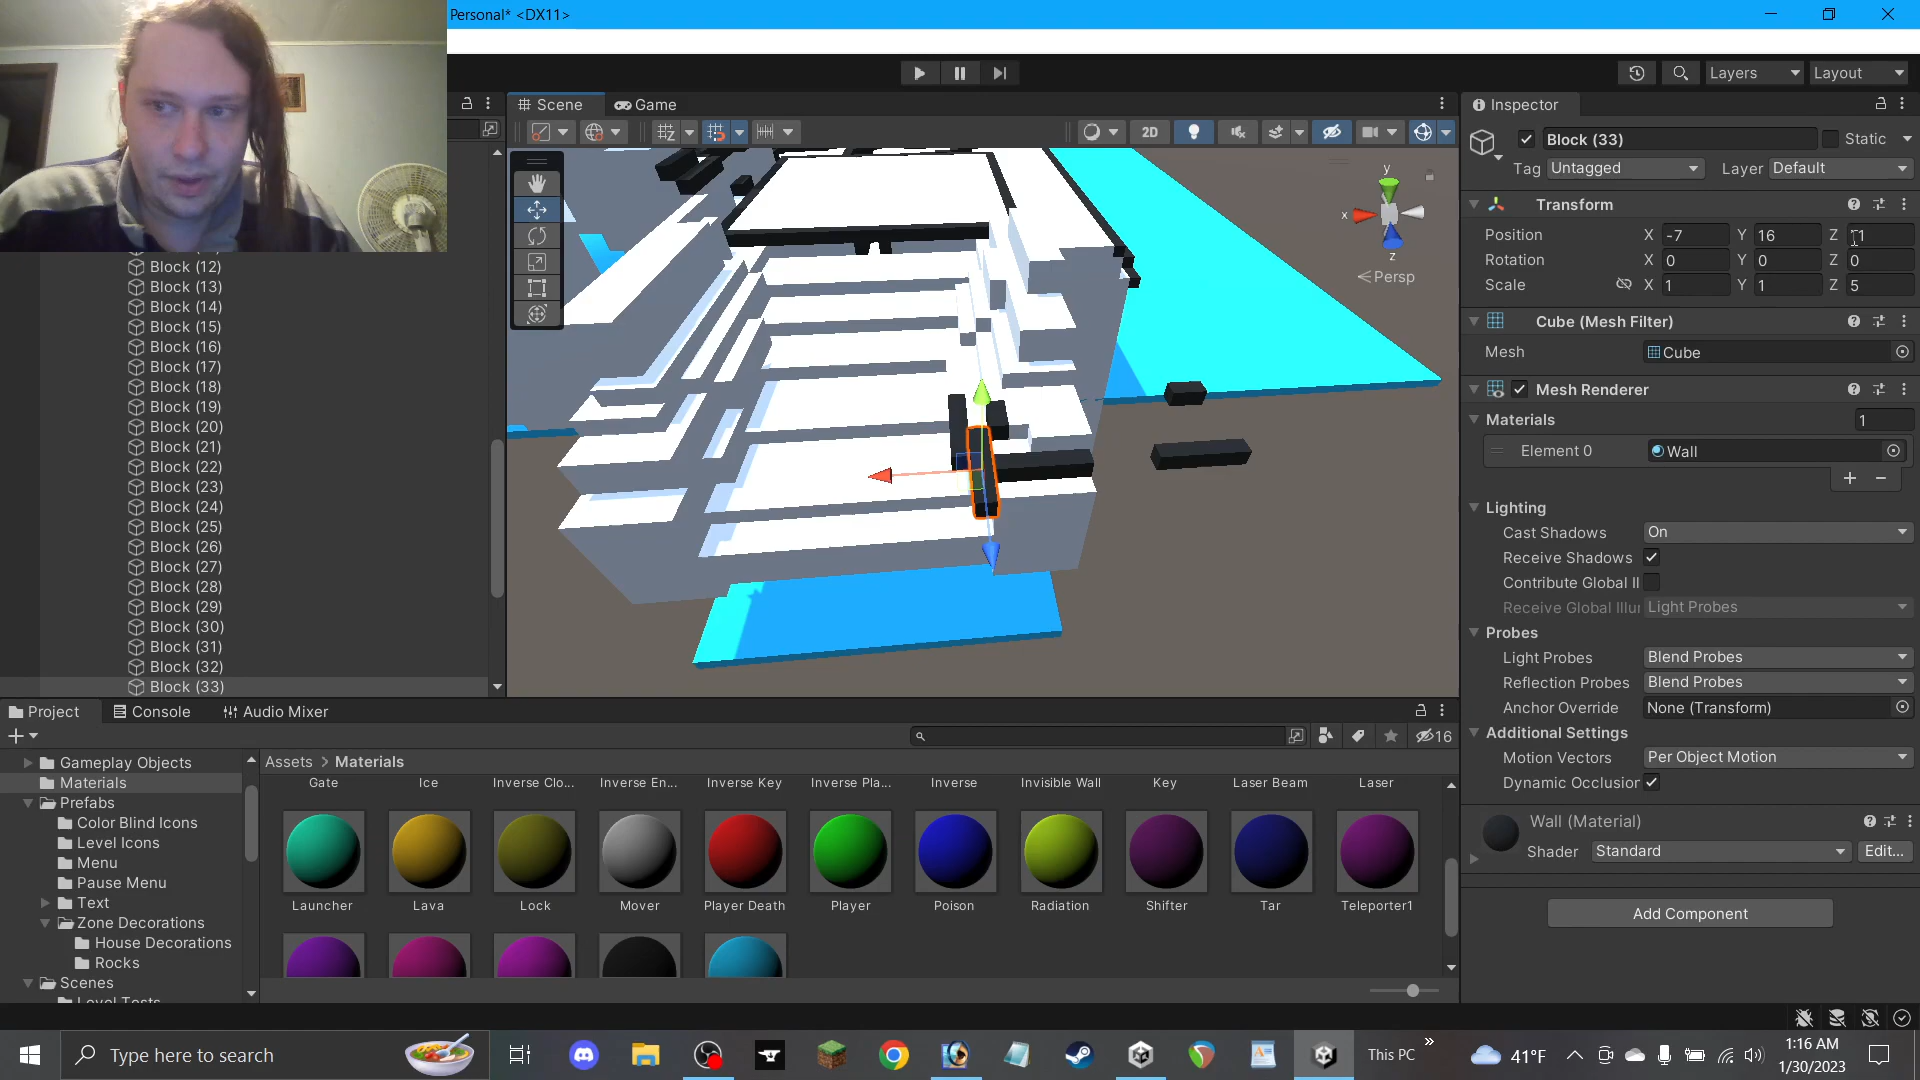 Personal* <DX11>
Layers
Layout
Scene
Game
2D
y
x
z
Persp
Block (12)
Block (13)
Block (14)
Block (15)
Block (16)
Block (17)
Block (18)
Block (19)
Block (20)
Block (21)
Block (22)
Block (23)
Block (24)
Block (25)
Block (26)
Block (27)
Block (28)
Block (29)
Block (30)
Block (31)
Block (32)
Block (33)
Inspector
Block (33)
Static
Tag Untagged Layer Default
Transform
Position X -7 Y 16 Z
Rotation X 0 Y 0 Z 0
Scale X 1 Y 1 Z 5
Cube (Mesh Filter)
Mesh Cube
Mesh Renderer
Materials 1
Element 0 Wall
Lighting
Cast Shadows On
Receive Shadows
Contribute Global Il
Receive Global Illur Light Probes
Probes
Light Probes Blend Probes
Reflection Probes Blend Probes
Anchor Override None (Transform)
Additional Settings
Motion Vectors Per Object Motion
Dynamic Occlusion
Wall (Material)
Shader Standard Edit...
Add Component
Project
Console
Audio Mixer
16
Gameplay Objects
Materials
Prefabs
Color Blind Icons
Level Icons
Menu
Pause Menu
Text
Zone Decorations
House Decorations
Rocks
Scenes
Level Tests
Assets > Materials
Gate Ice Inverse Clo... Inverse En... Inverse Key Inverse Pla... Inverse Invisible Wall Key Laser Beam Laser
Launcher Lava Lock Mover Player Death Player Poison Radiation Shifter Tar Teleporter1
Type here to search
This PC
41°F
1:16 AM
1/30/2023